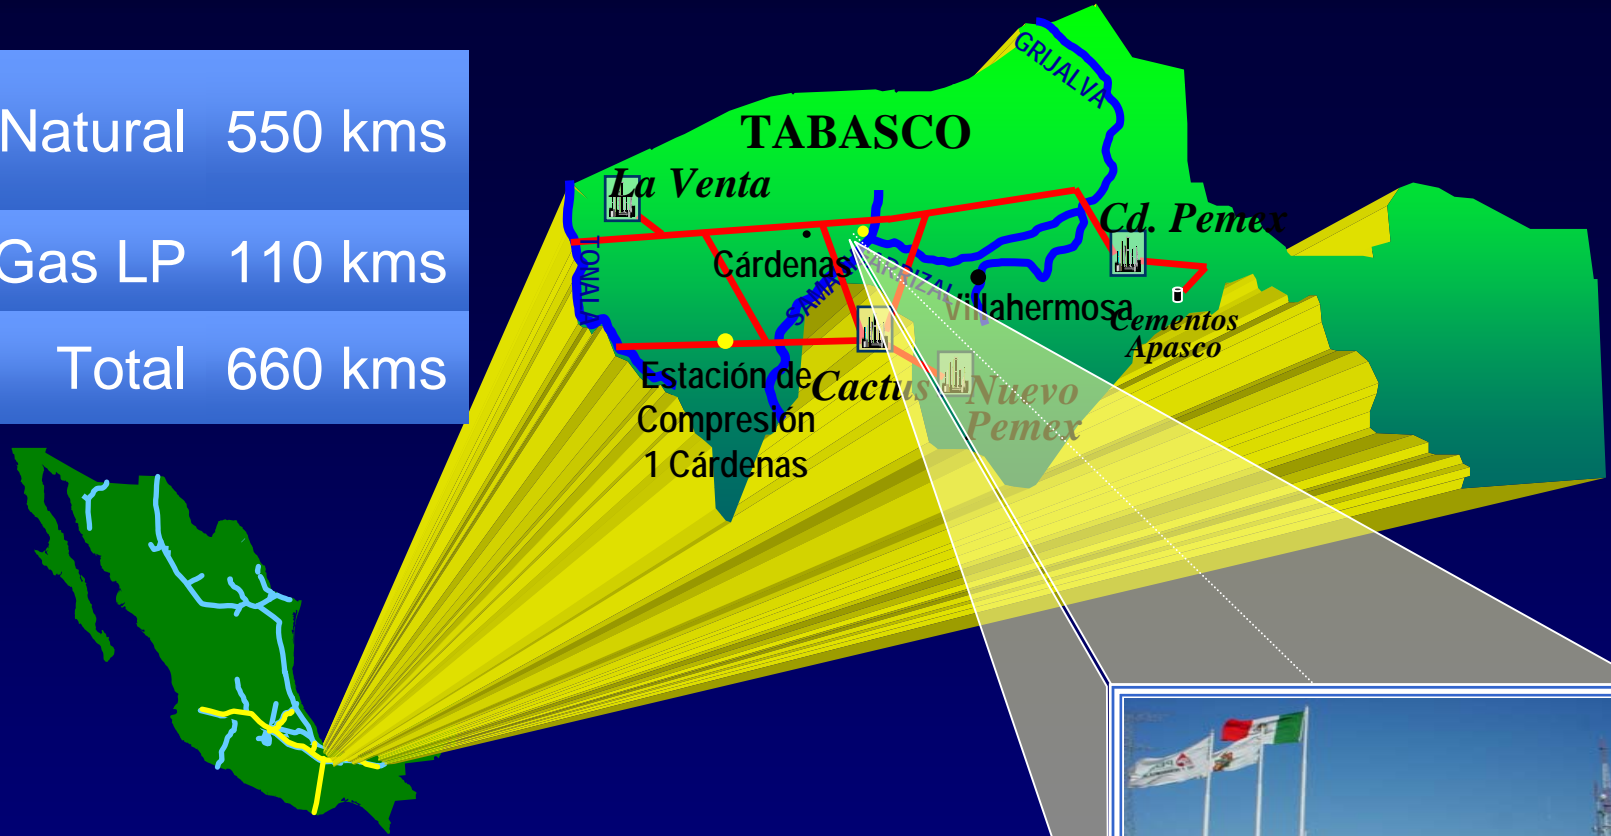 Natural 550 kms
Gas LP 110 kms
Total 660 kms
GRIJALVA
TABASCO
La Venta
Cd. Pemex
TONALA
Cárdenas
CARRIZAL
Villahermosa
Cementos
Apasco
Estación de
Compresión
1 Cárdenas
Cactus
Nuevo
Pemex